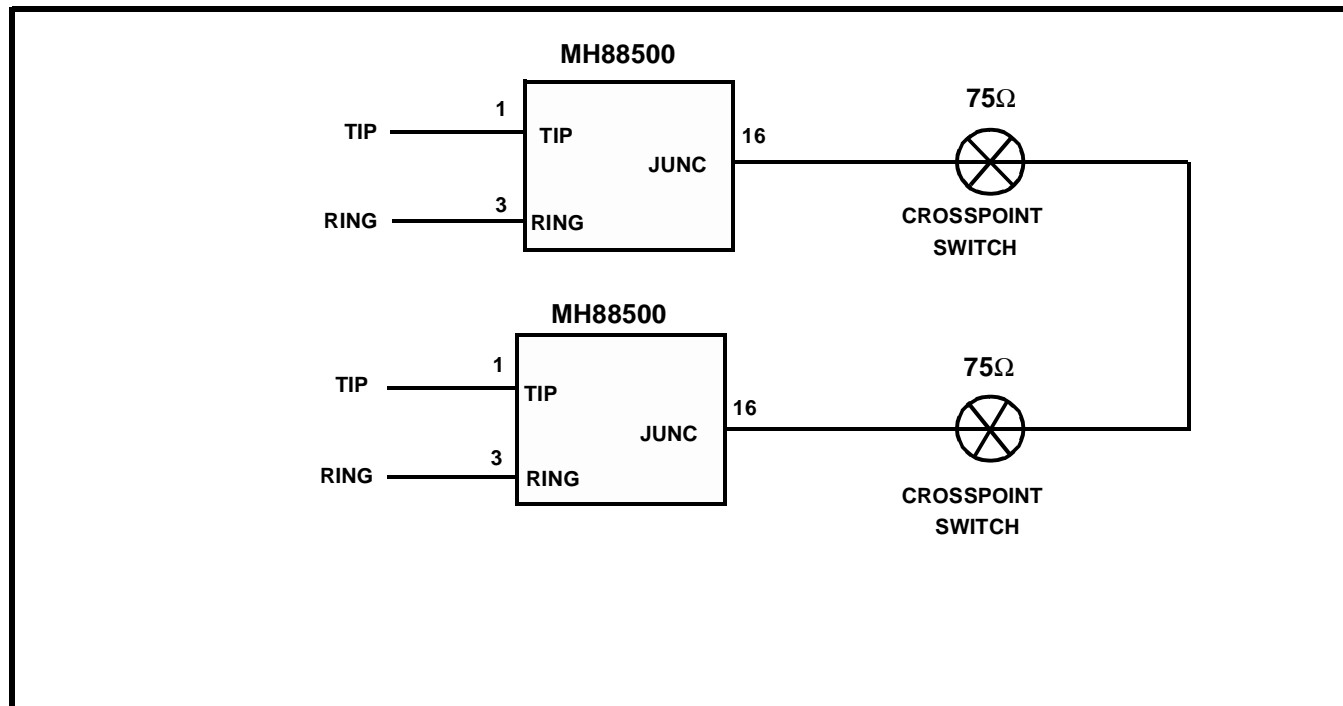 MH88500
75Ω
1
TIP
TIP
16
JUNC
3
RING
RING
CROSSPOINT
SWITCH
MH88500
75Ω
1
TIP
TIP
16
JUNC
3
RING
RING
CROSSPOINT
SWITCH